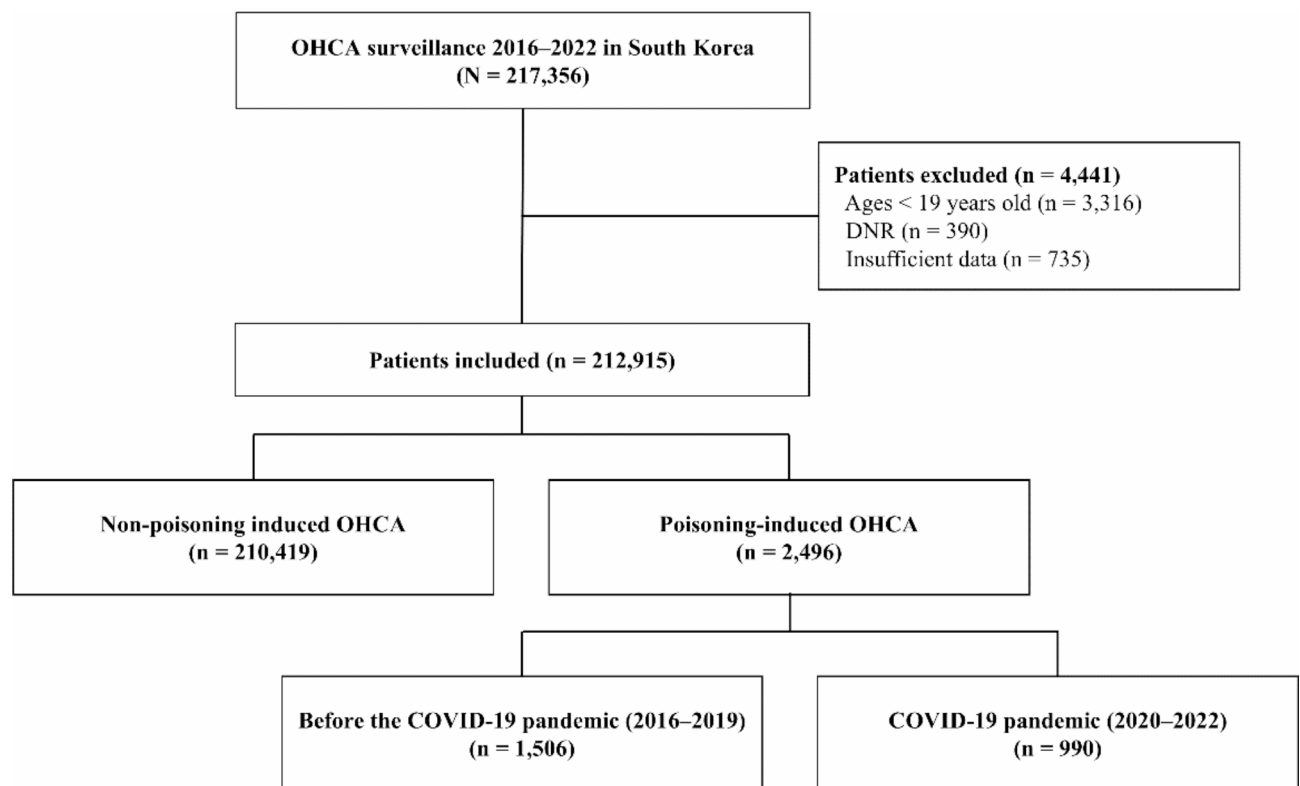 OHCA surveillance 2016–2022 in South Korea
(N = 217,356)
Patients excluded (n = 4,441)
Ages < 19 years old (n = 3,316)
DNR (n = 390)
Insufficient data (n = 735)
Patients included (n = 212,915)
Non-poisoning induced OHCA
(n = 210,419)
Poisoning-induced OHCA
(n = 2,496)
Before the COVID-19 pandemic (2016–2019)
(n = 1,506)
COVID-19 pandemic (2020–2022)
(n = 990)